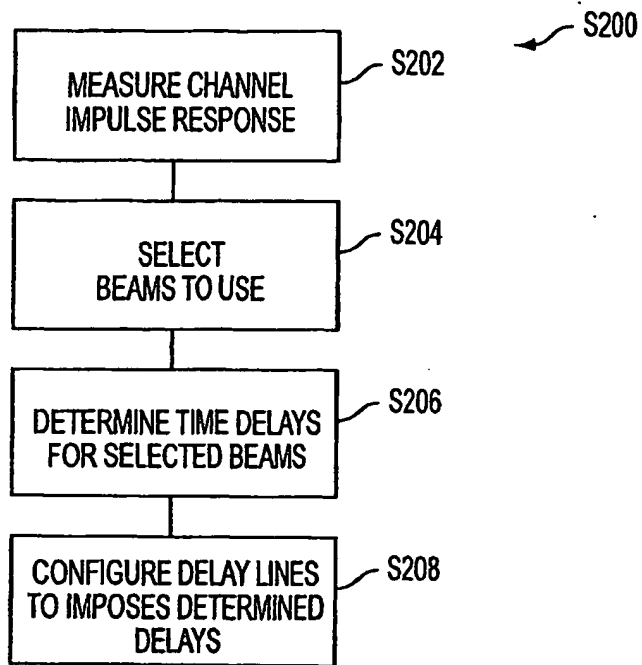 S200
MEASURE CHANNEL
IMPULSE RESPONSE
S202
SELECT
BEAMS TO USE
S204
DETERMINE TIME DELAYS
FOR SELECTED BEAMS
S206
CONFIGURE DELAY LINES
TO IMPOSES DETERMINED
DELAYS
S208